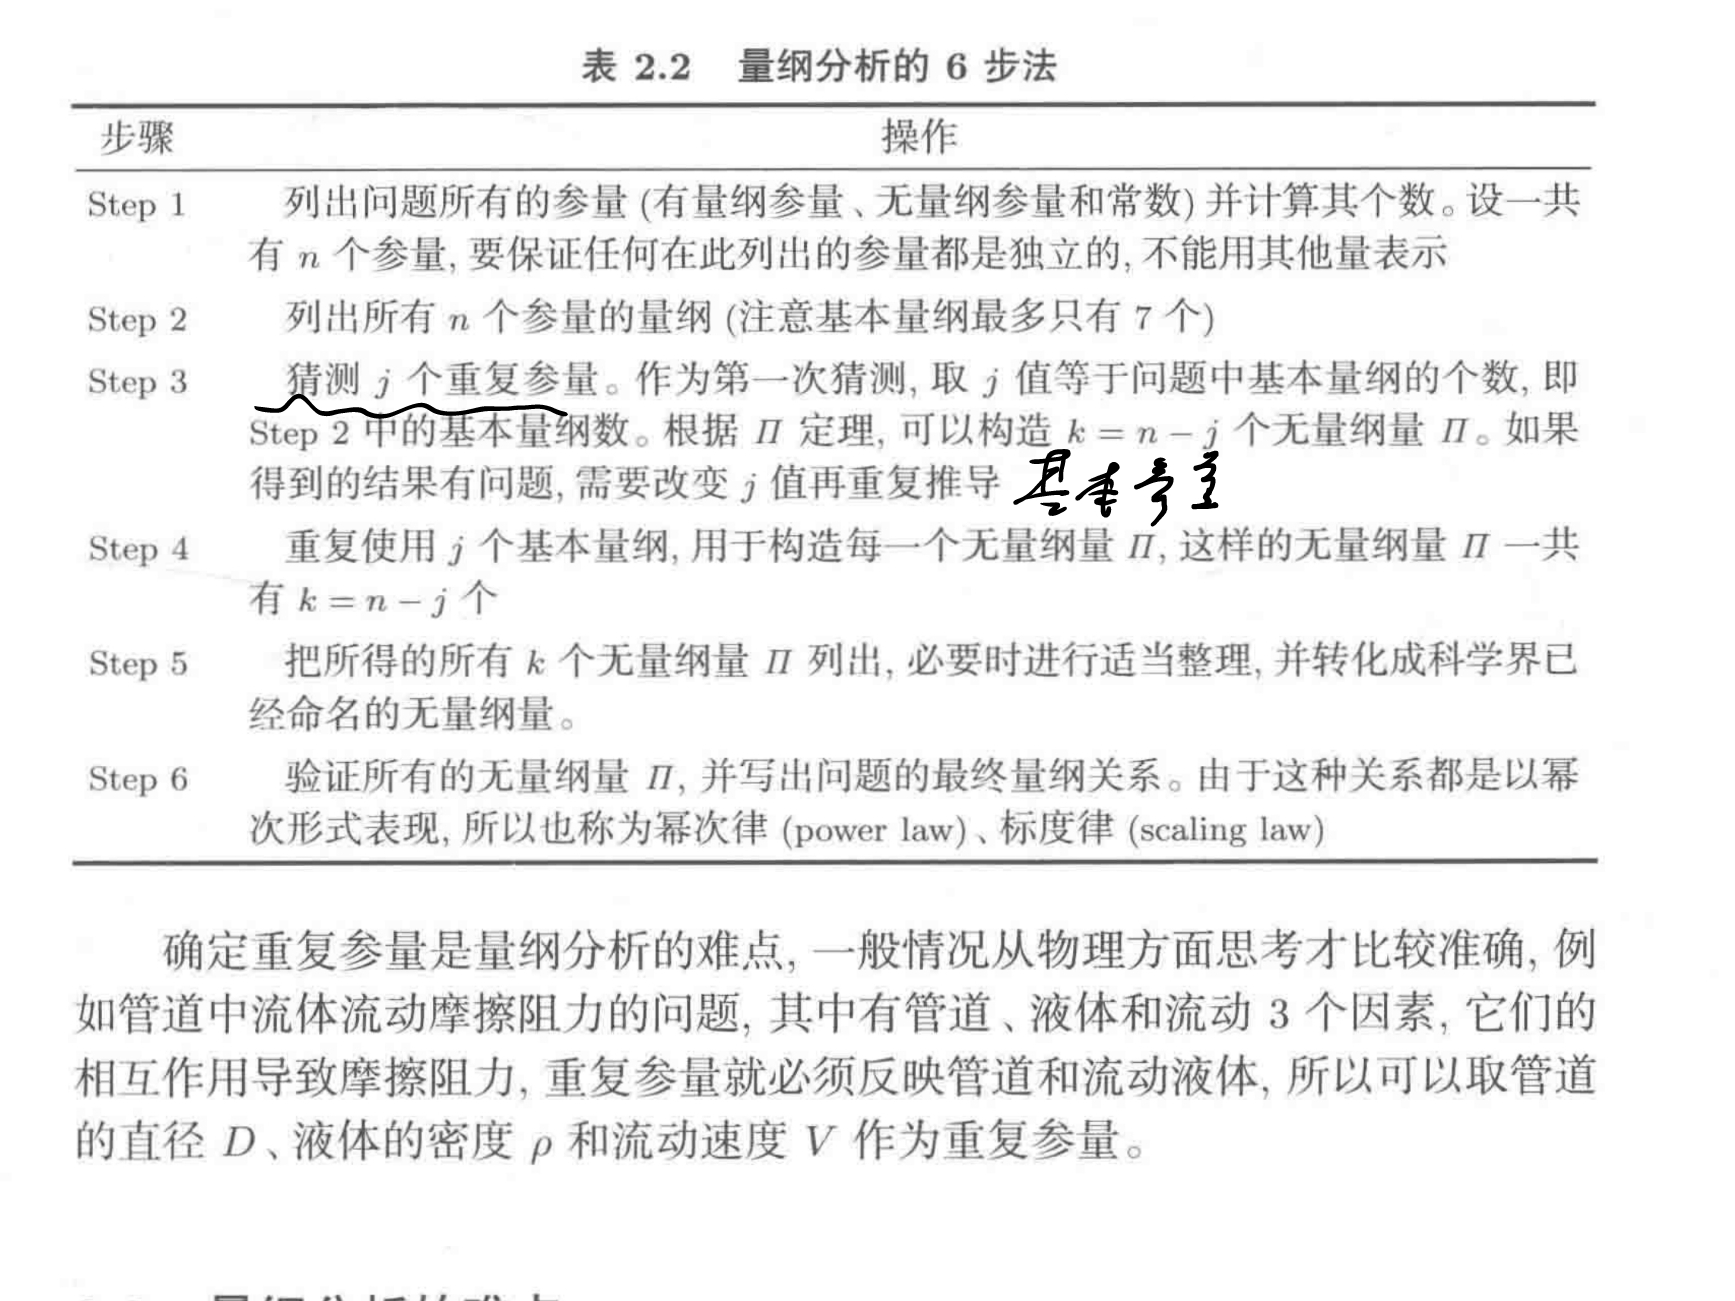 表 2.2 量纲分析的 6 步法
步骤 操作
Step 1 列出问题所有的参量 (有量纲参量、无量纲参量和常数) 并计算其个数。设一共
有 n 个参量, 要保证任何在此列出的参量都是独立的, 不能用其他量表示
Step 2 列出所有 n 个参量的量纲 (注意基本量纲最多只有 7 个)
Step 3 猜测 j 个重复参量。作为第一次猜测, 取 j 值等于问题中基本量纲的个数, 即
Step 2 中的基本量纲数。根据 Π 定理, 可以构造 k = n − j 个无量纲量 Π。如果
得到的结果有问题, 需要改变 j 值再重复推导 基本
Step 4 重复使用 j 个基本量纲, 用于构造每一个无量纲量 Π, 这样的无量纲量 Π 一共
有 k = n − j 个
Step 5 把所得的所有 k 个无量纲量 Π 列出, 必要时进行适当整理, 并转化成科学界已
经命名的无量纲量。
Step 6 验证所有的无量纲量 Π, 并写出问题的最终量纲关系。由于这种关系都是以幂
次形式表现, 所以也称为幂次律 (power law)、标度律 (scaling law)
确定重复参量是量纲分析的难点, 一般情况从物理方面思考才比较准确, 例
如管道中流体流动摩擦阻力的问题, 其中有管道、液体和流动 3 个因素, 它们的
相互作用导致摩擦阻力, 重复参量就必须反映管道和流动液体, 所以可以取管道
的直径 D、液体的密度 ρ 和流动速度 V 作为重复参量。